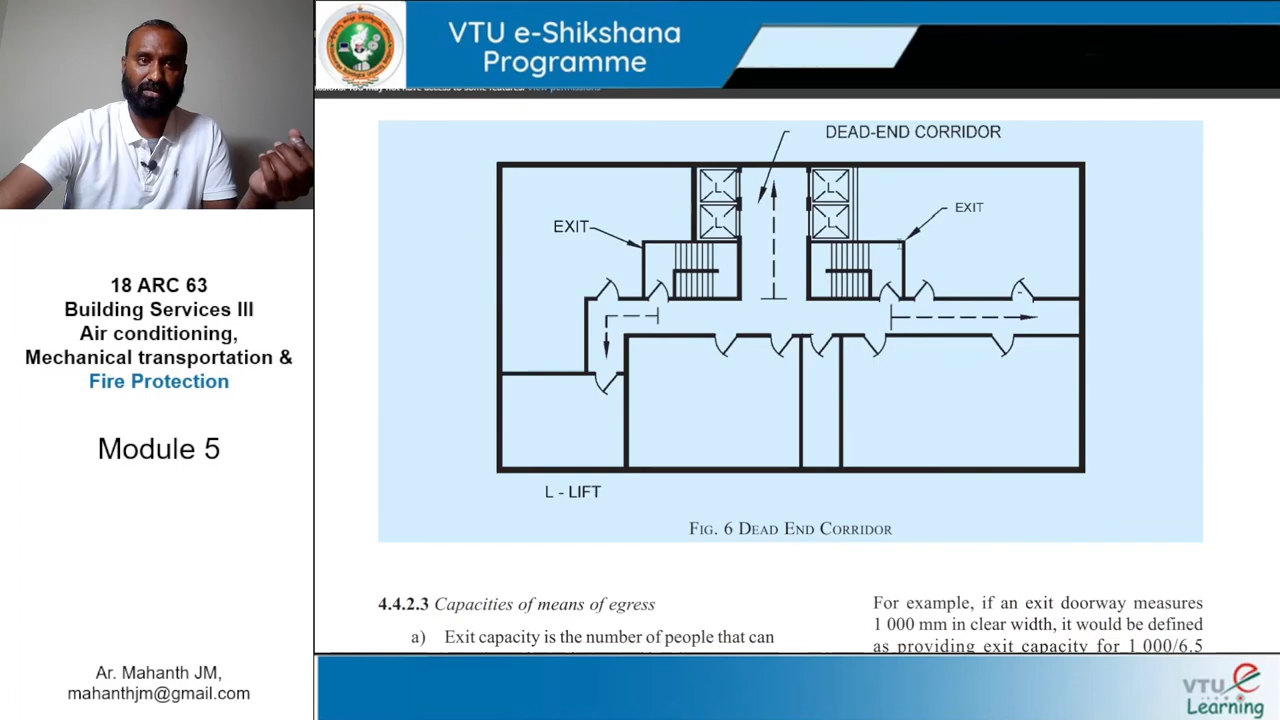 VTU e-Shikshana
Programme
DEAD-END CORRIDOR
EXIT
EXIT
L
L
L
L
L - LIFT
FIG. 6 DEAD END CORRIDOR
4.4.2.3 Capacities of means of egress
a) Exit capacity is the number of people that can
For example, if an exit doorway measures
1 000 mm in clear width, it would be defined
as providing exit capacity for 1 000/6.5
18 ARC 63
Building Services III
Air conditioning,
Mechanical transportation &
Fire Protection
Module 5
Ar. Mahanth JM,
mahanthjm@gmail.com
VTU e
Learning